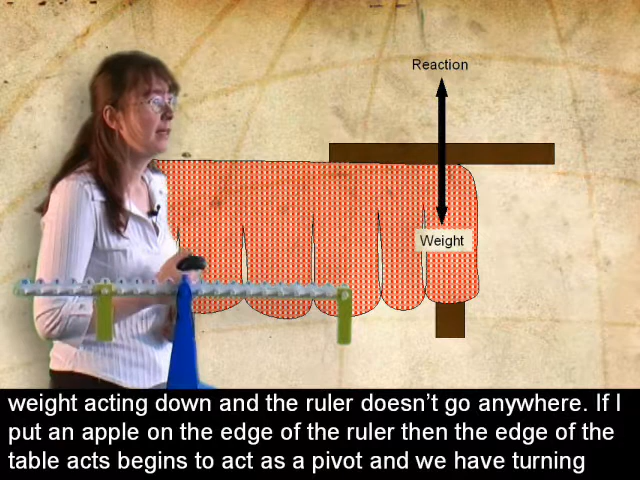 Reaction
Weight
weight acting down and the ruler doesn't go anywhere. If I
put an apple on the edge of the ruler then the edge of the
table acts begins to act as a pivot and we have turning